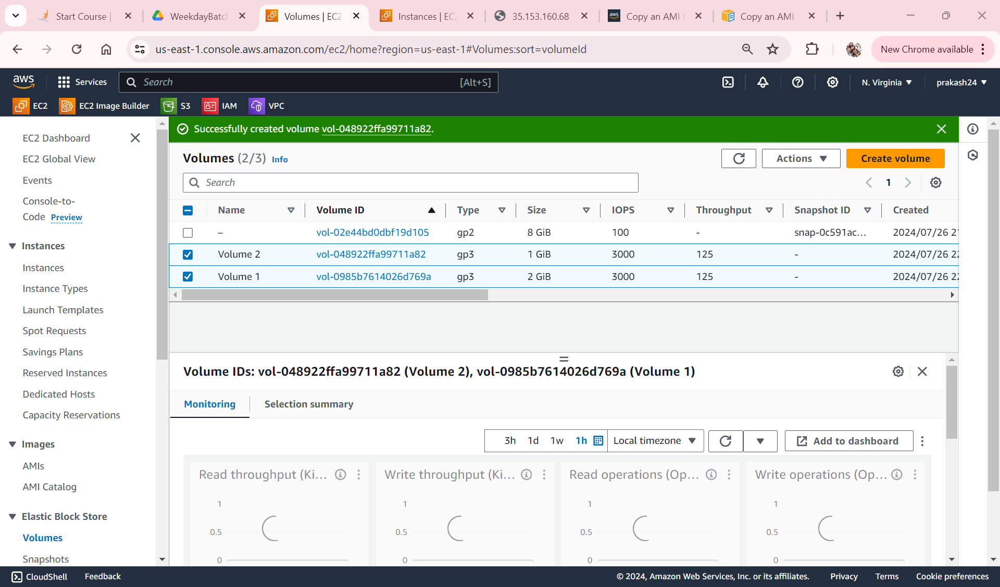 Start Course |
WeekdayBatch
Volumes | EC2
Instances | EC2
35.153.160.68
Copy an AMI f
Copy an AMI -
us-east-1.console.aws.amazon.com/ec2/home?region=us-east-1#Volumes:sort=volumeId
New Chrome available
aws
Services
Search
[Alt+S]
N. Virginia
prakash24
EC2
EC2 Image Builder
S3
IAM
VPC
EC2 Dashboard
EC2 Global View
Events
Console-to-
Code Preview
Instances
Instances
Instance Types
Launch Templates
Spot Requests
Savings Plans
Reserved Instances
Dedicated Hosts
Capacity Reservations
Images
AMIs
AMI Catalog
Elastic Block Store
Volumes
Snapshots
Successfully created volume vol-048922ffa99711a82.
Volumes (2/3) Info
Actions
Create volume
Search
1
Name Volume ID Type Size IOPS Throughput Snapshot ID Created
– vol-02e44bd0dbf19d105 gp2 8 GiB 100 - snap-0c591ac... 2024/07/26 21
Volume 2 vol-048922ffa99711a82 gp3 1 GiB 3000 125 - 2024/07/26 22
Volume 1 vol-0985b7614026d769a gp3 2 GiB 3000 125 - 2024/07/26 22
Volume IDs: vol-048922ffa99711a82 (Volume 2), vol-0985b7614026d769a (Volume 1)
Monitoring
Selection summary
3h 1d 1w 1h Local timezone
Add to dashboard
Read throughput (Ki...
1
0.5
0
Write throughput (Ki...
1
0.5
0
Read operations (Op...
1
0.5
0
Write operations (Op...
1
0.5
0
CloudShell
Feedback
© 2024, Amazon Web Services, Inc. or its affiliates.
Privacy
Terms
Cookie preferences